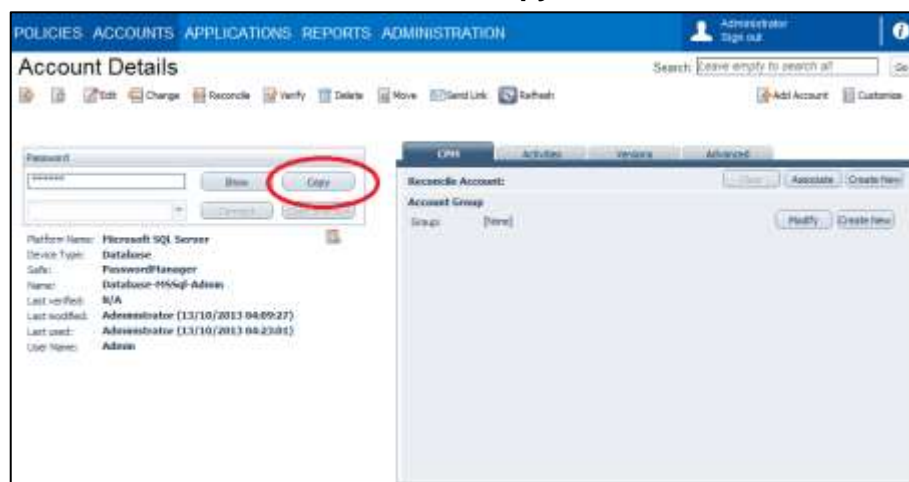 POLICIES ACCOUNTS APPLICATIONS REPORTS ADMINISTRATION
Administrator
Sign out
Account Details
Search: Leave empty to search all
Go
Edit Change Reconcile Verify Delete Move Send Link Refresh
Add Account Customize
Password
CPM Activities Versions Advanced
*******
Show Copy
Reconcile Account:
Clear Associate Create New
Connect
Account Group
Group: [None]
Modify Create New
Platform Name: Microsoft SQL Server
Device Type: Database
Safe: PasswordManager
Name: Database-MSSql-Admin
Last verified: N/A
Last modified: Administrator (13/10/2013 04:09:27)
Last used: Administrator (13/10/2013 04:23:01)
User Name: Admin